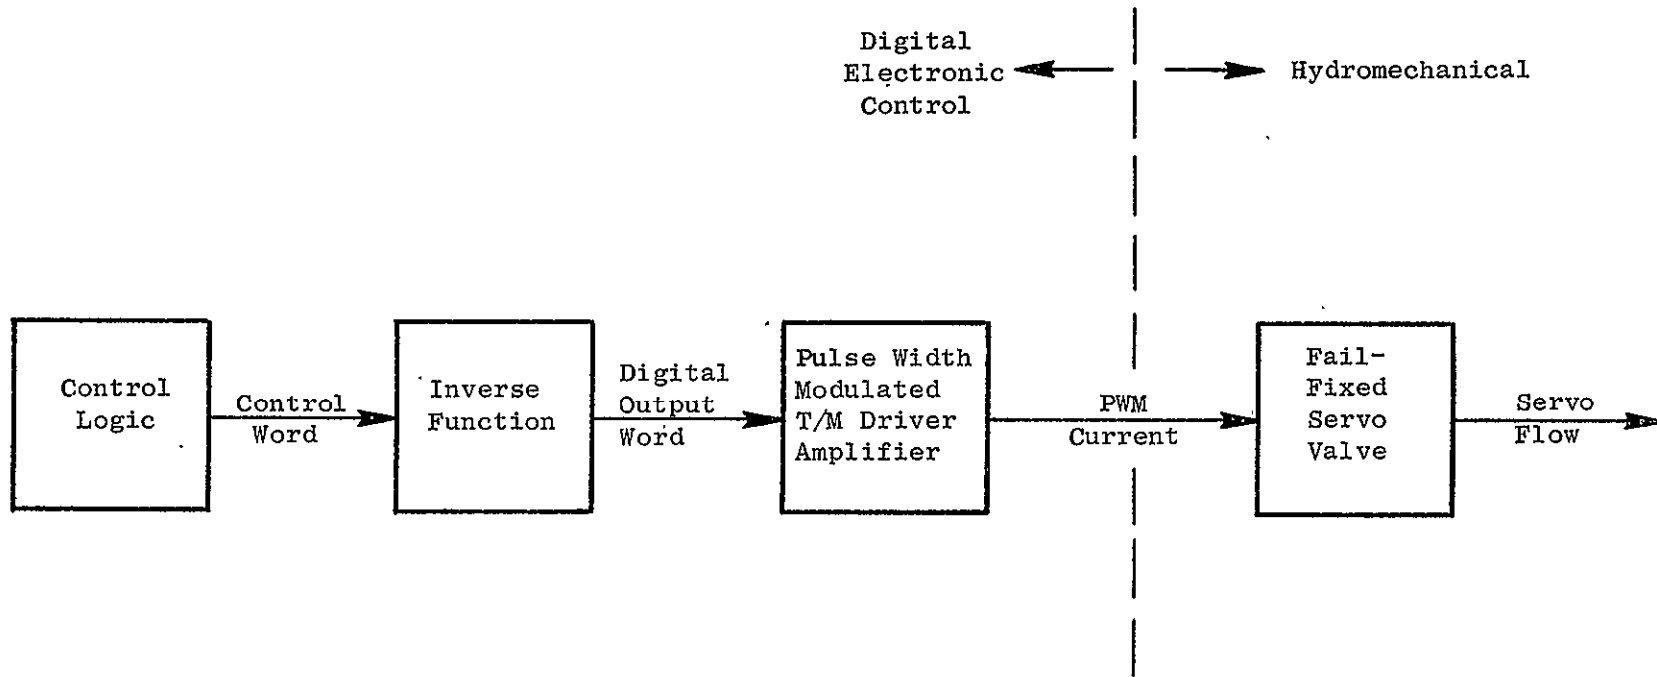 Digital
Electronic
Control
Hydromechanical
Control
Logic
Control
Word
Inverse
Function
Digital
Output
Word
Pulse Width
Modulated
T/M Driver
Amplifier
PWM
Current
Fail-
Fixed
Servo
Valve
Servo
Flow